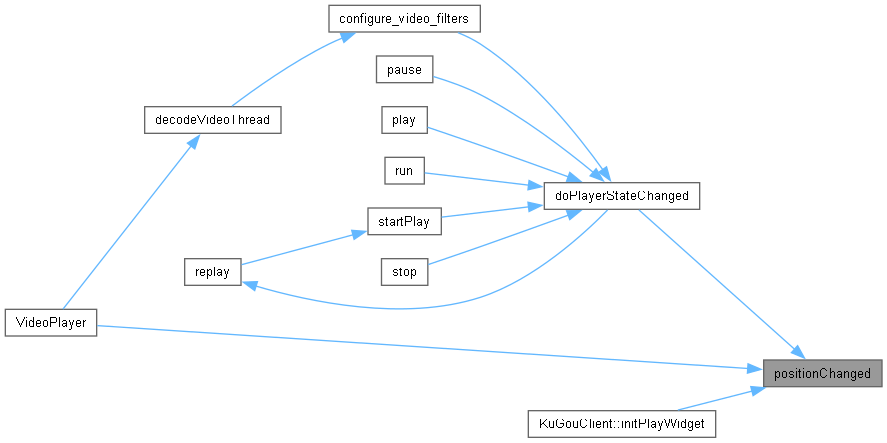 configure_video_filters
pause
decodeVideoThread
play
run
doPlayerStateChanged
startPlay
replay
stop
VideoPlayer
positionChanged
KuGouClient::initPlayWidget